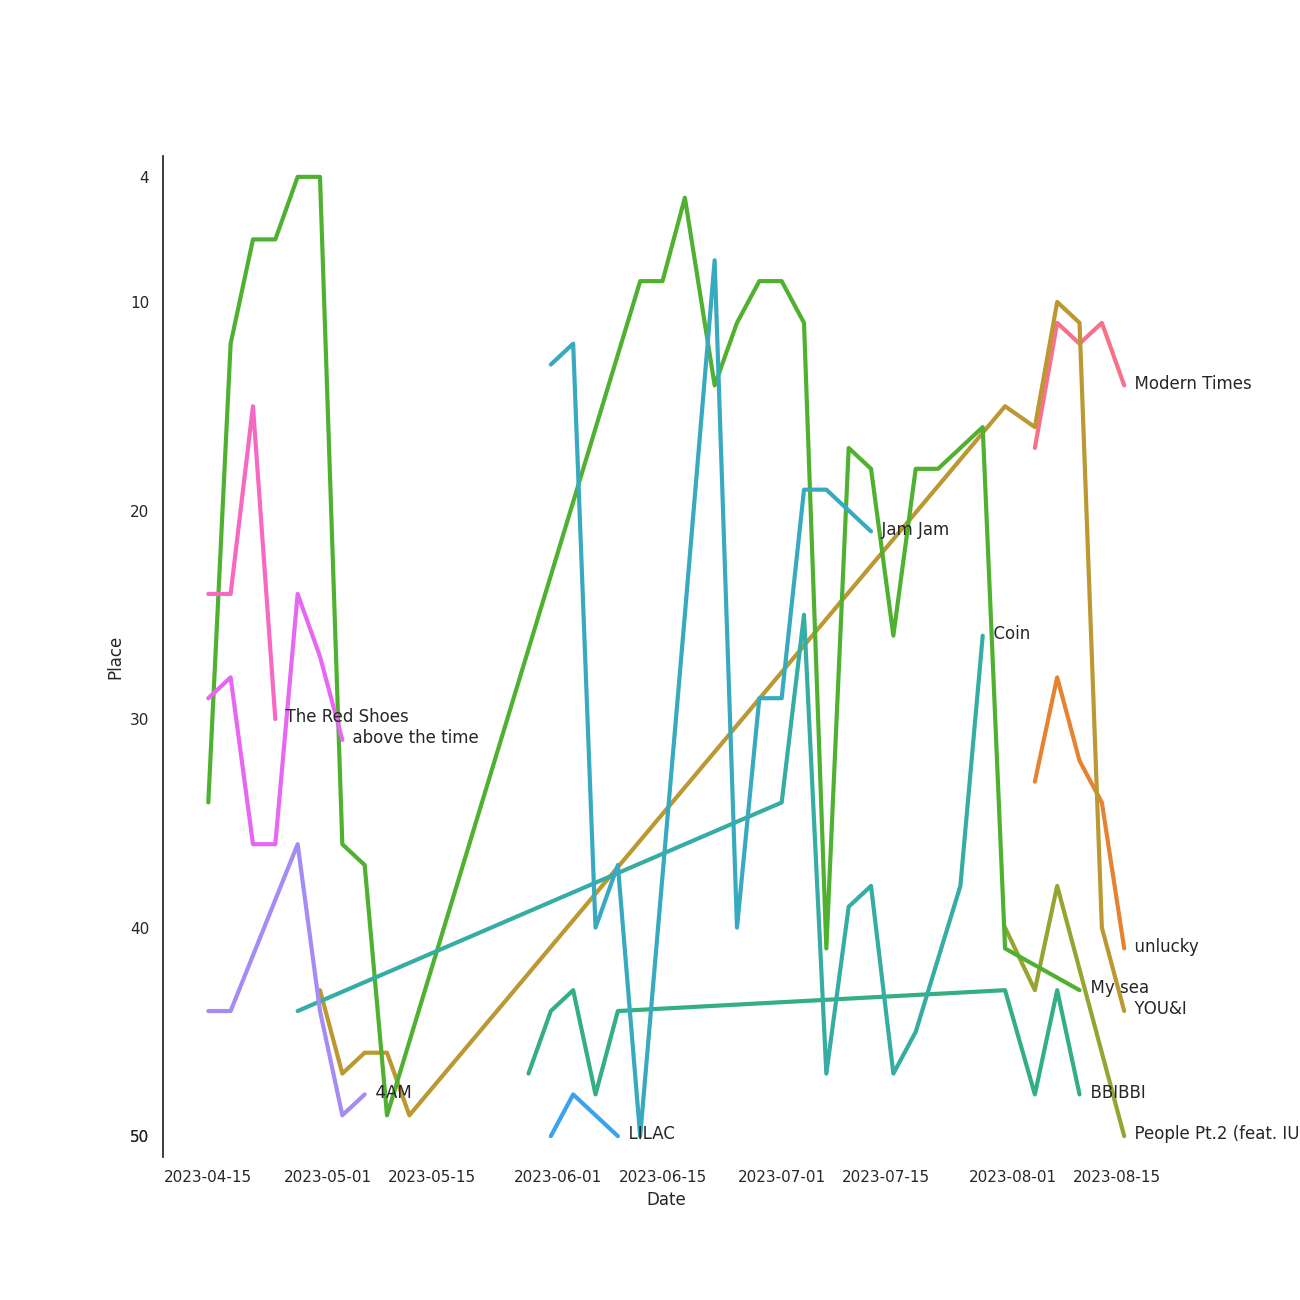 4
10
20
30
40
50
Place
Modern Times
Jam Jam
Coin
The Red Shoes
above the time
unlucky
My sea
YOU&I
4AM
BBIBBI
LILAC
People Pt.2 (feat. IU
2023-04-15
2023-05-01
2023-05-15
2023-06-01
2023-06-15
2023-07-01
2023-07-15
2023-08-01
2023-08-15
Date